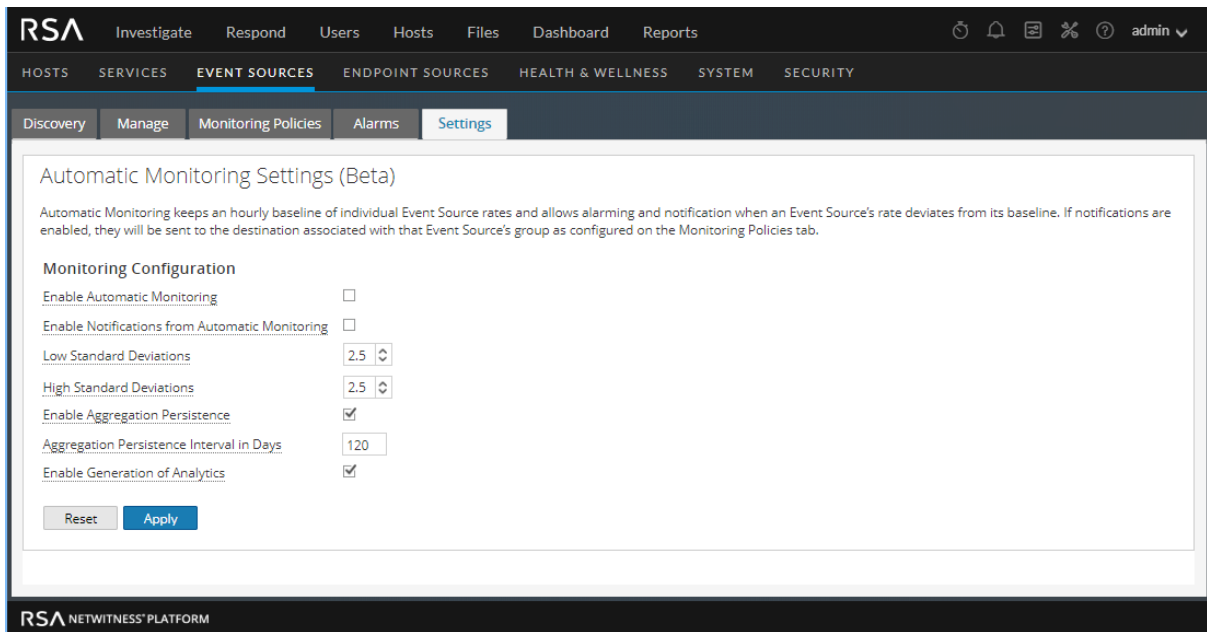 RSA Investigate Respond Users Hosts Files Dashboard Reports admin
HOSTS SERVICES EVENT SOURCES ENDPOINT SOURCES HEALTH & WELLNESS SYSTEM SECURITY
Discovery Manage Monitoring Policies Alarms Settings
Automatic Monitoring Settings (Beta)
Automatic Monitoring keeps an hourly baseline of individual Event Source rates and allows alarming and notification when an Event Source's rate deviates from its baseline. If notifications are
enabled, they will be sent to the destination associated with that Event Source's group as configured on the Monitoring Policies tab.
Monitoring Configuration
Enable Automatic Monitoring
Enable Notifications from Automatic Monitoring
Low Standard Deviations 2.5
High Standard Deviations 2.5
Enable Aggregation Persistence
Aggregation Persistence Interval in Days 120
Enable Generation of Analytics
Reset Apply
RSA NETWITNESS® PLATFORM